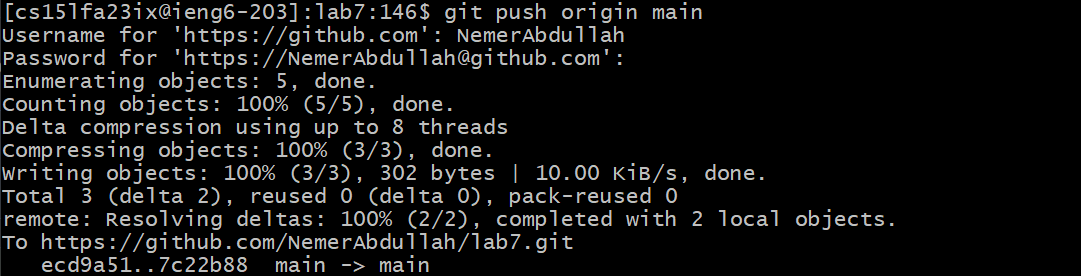 [cs15lfa23ix@ieng6-203]:lab7:146$ git push origin main
Username for 'https://github.com': NemerAbdullah
Password for 'https://NemerAbdullah@github.com':
Enumerating objects: 5, done.
Counting objects: 100% (5/5), done.
Delta compression using up to 8 threads
Compressing objects: 100% (3/3), done.
Writing objects: 100% (3/3), 302 bytes | 10.00 KiB/s, done.
Total 3 (delta 2), reused 0 (delta 0), pack-reused 0
remote: Resolving deltas: 100% (2/2), completed with 2 local objects.
To https://github.com/NemerAbdullah/lab7.git
   ecd9a51..7c22b88  main -> main